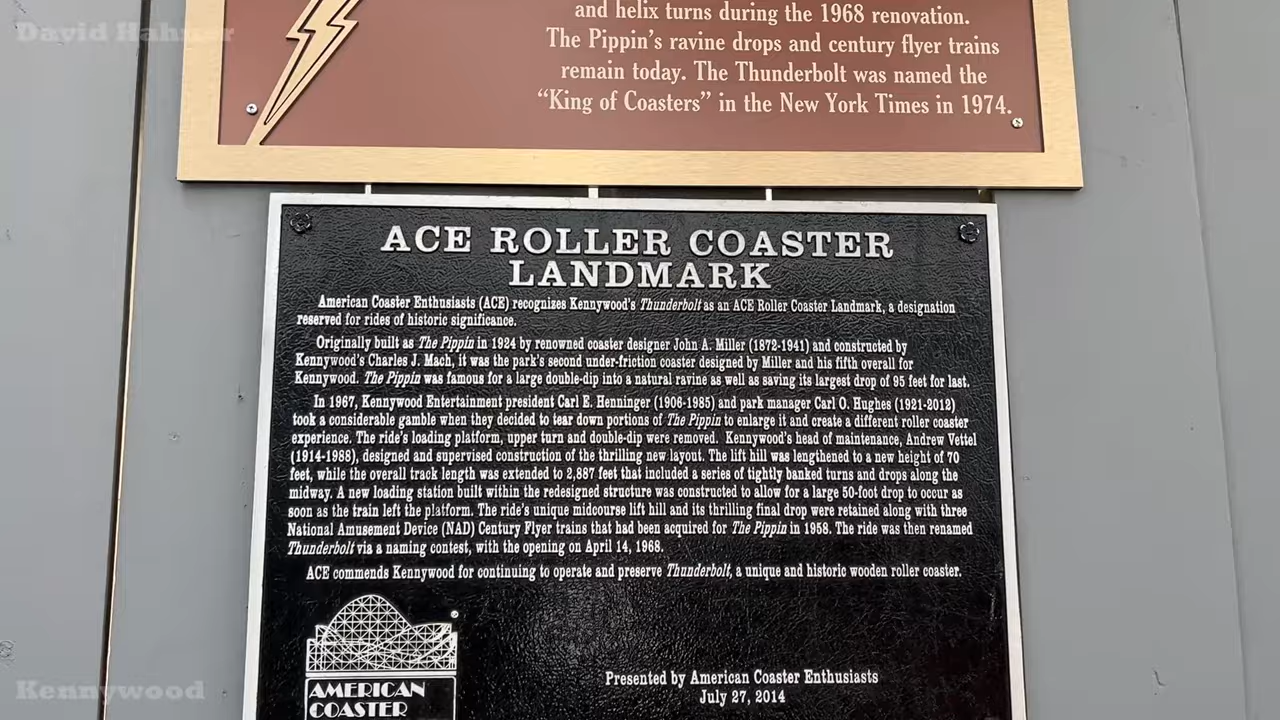 David Hahner
and helix turns during the 1968 renovation.
The Pippin's ravine drops and century flyer trains
remain today. The Thunderbolt was named the
“King of Coasters” in the New York Times in 1974.
ACE ROLLER COASTER
LANDMARK
American Coaster Enthusiasts (ACE) recognizes Kennywood's Thunderbolt as an ACE Roller Coaster Landmark, a designation
reserved for rides of historic significance.
Originally built as The Pippin in 1924 by renowned coaster designer John A. Miller (1872-1941) and constructed by
Kennywood's Charles J. Mach, it was the park's second under-friction coaster designed by Miller and his fifth overall for
Kennywood. The Pippin was famous for a large double-dip into a natural ravine as well as saving its largest drop of 95 feet for last.
In 1967, Kennywood Entertainment president Carl E. Henninger (1906-1985) and park manager Carl O. Hughes (1921-2012)
took a considerable gamble when they decided to tear down portions of The Pippin to enlarge it and create a different roller coaster
experience. The ride's loading platform, upper turn and double-dip were removed. Kennywood's head of maintenance, Andrew Vettel
(1914-1988), designed and supervised construction of the thrilling new layout. The lift hill was lengthened to a new height of 70
feet, while the overall track length was extended to 2,887 feet that included a series of tightly banked turns and drops along the
midway. A new loading station built within the redesigned structure was constructed to allow for a large 50-foot drop to occur as
soon as the train left the platform. The ride's unique midcourse lift hill and its thrilling final drop were retained along with three
National Amusement Device (NAD) Century Flyer trains that had been acquired for The Pippin in 1958. The ride was then renamed
Thunderbolt via a naming contest, with the opening on April 14, 1968.
ACE commends Kennywood for continuing to operate and preserve Thunderbolt, a unique and historic wooden roller coaster.
AMERICAN
COASTER
Presented by American Coaster Enthusiasts
July 27, 2014
Kennywood